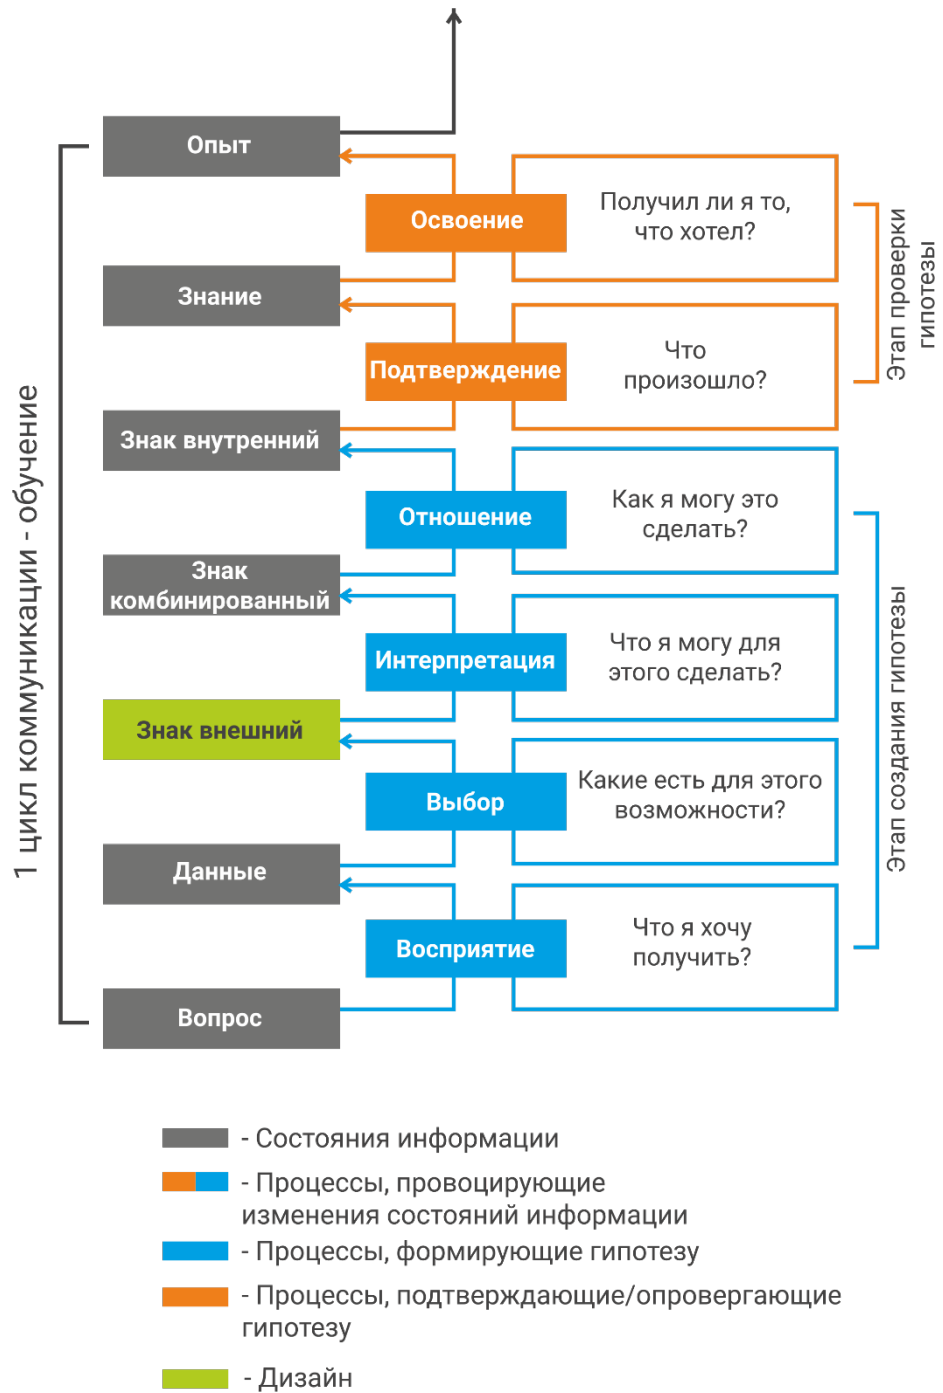 Опыт
Освоение
Получил ли я то,
что хотел?
Знание
Подтверждение
Что
произошло?
Этап проверки
гипотезы
Знак внутренний
Отношение
Как я могу это
сделать?
Знак
комбинированный
Интерпретация
Что я могу для
этого сделать?
Знак внешний
Выбор
Какие есть для этого
возможности?
Данные
Восприятие
Что я хочу
получить?
Вопрос
Этап создания гипотезы
1 цикл коммуникации - обучение
- Состояния информации
- Процессы, провоцирующие
изменения состояний информации
- Процессы, формирующие гипотезу
- Процессы, подтверждающие/опровергающие
гипотезу
- Дизайн